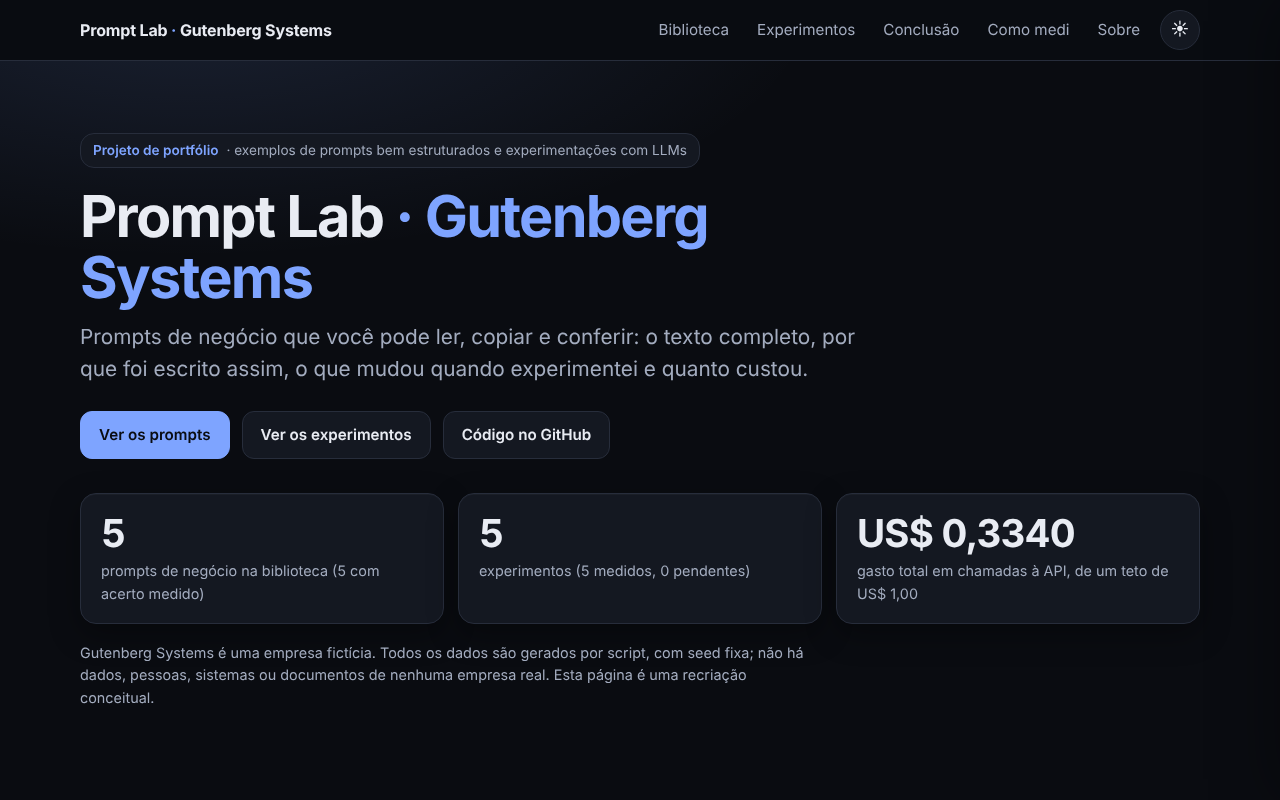 Prompt Lab · Gutenberg Systems
Biblioteca
Experimentos
Conclusão
Como medi
Sobre
Projeto de portfólio · exemplos de prompts bem estruturados e experimentações com LLMs
Prompt Lab · Gutenberg
Systems
Prompts de negócio que você pode ler, copiar e conferir: o texto completo, por
que foi escrito assim, o que mudou quando experimentei e quanto custou.
Ver os prompts
Ver os experimentos
Código no GitHub
5
prompts de negócio na biblioteca (5 com
acerto medido)
5
experimentos (5 medidos, 0 pendentes)
US$ 0,3340
gasto total em chamadas à API, de um teto de
US$ 1,00
Gutenberg Systems é uma empresa fictícia. Todos os dados são gerados por script, com seed fixa; não há
dados, pessoas, sistemas ou documentos de nenhuma empresa real. Esta página é uma recriação
conceitual.